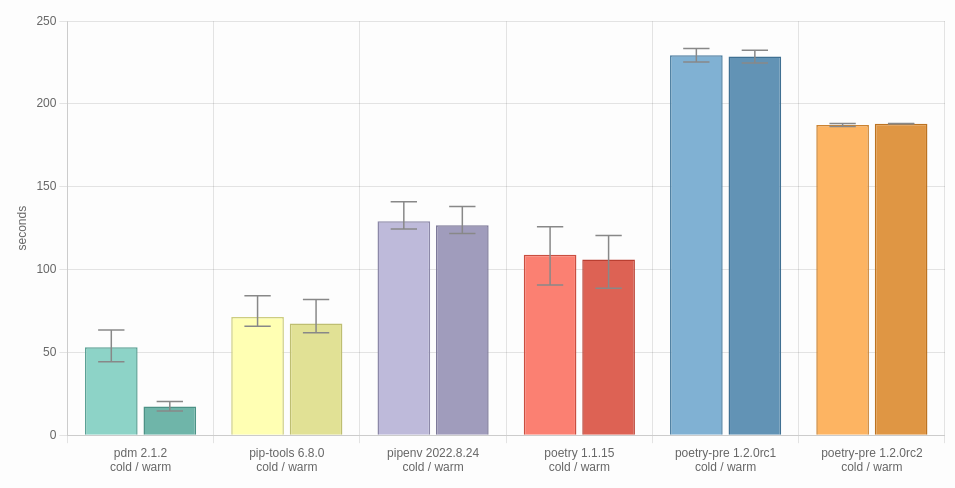 250
200
150
100
50
0
seconds
pdm 2.1.2
cold / warm
pip-tools 6.8.0
cold / warm
pipenv 2022.8.24
cold / warm
poetry 1.1.15
cold / warm
poetry-pre 1.2.0rc1
cold / warm
poetry-pre 1.2.0rc2
cold / warm